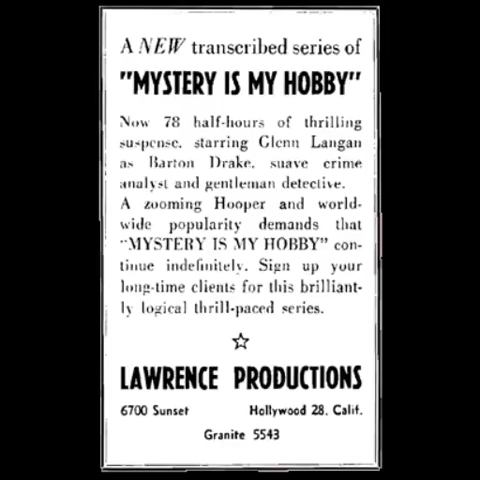 A NEW transcribed series of
"MYSTERY IS MY HOBBY"
Now 78 half-hours of thrilling
suspense, starring Glenn Langan
as Barton Drake, suave crime
analyst and gentleman detective.
A zooming Hooper and world-
wide popularity demands that
"MYSTERY IS MY HOBBY" con-
tinue indefinitely. Sign up your
long-time clients for this brilliant-
ly logical thrill-paced series.
LAWRENCE PRODUCTIONS
6700 Sunset Hollywood 28, Calif.
Granite 5543